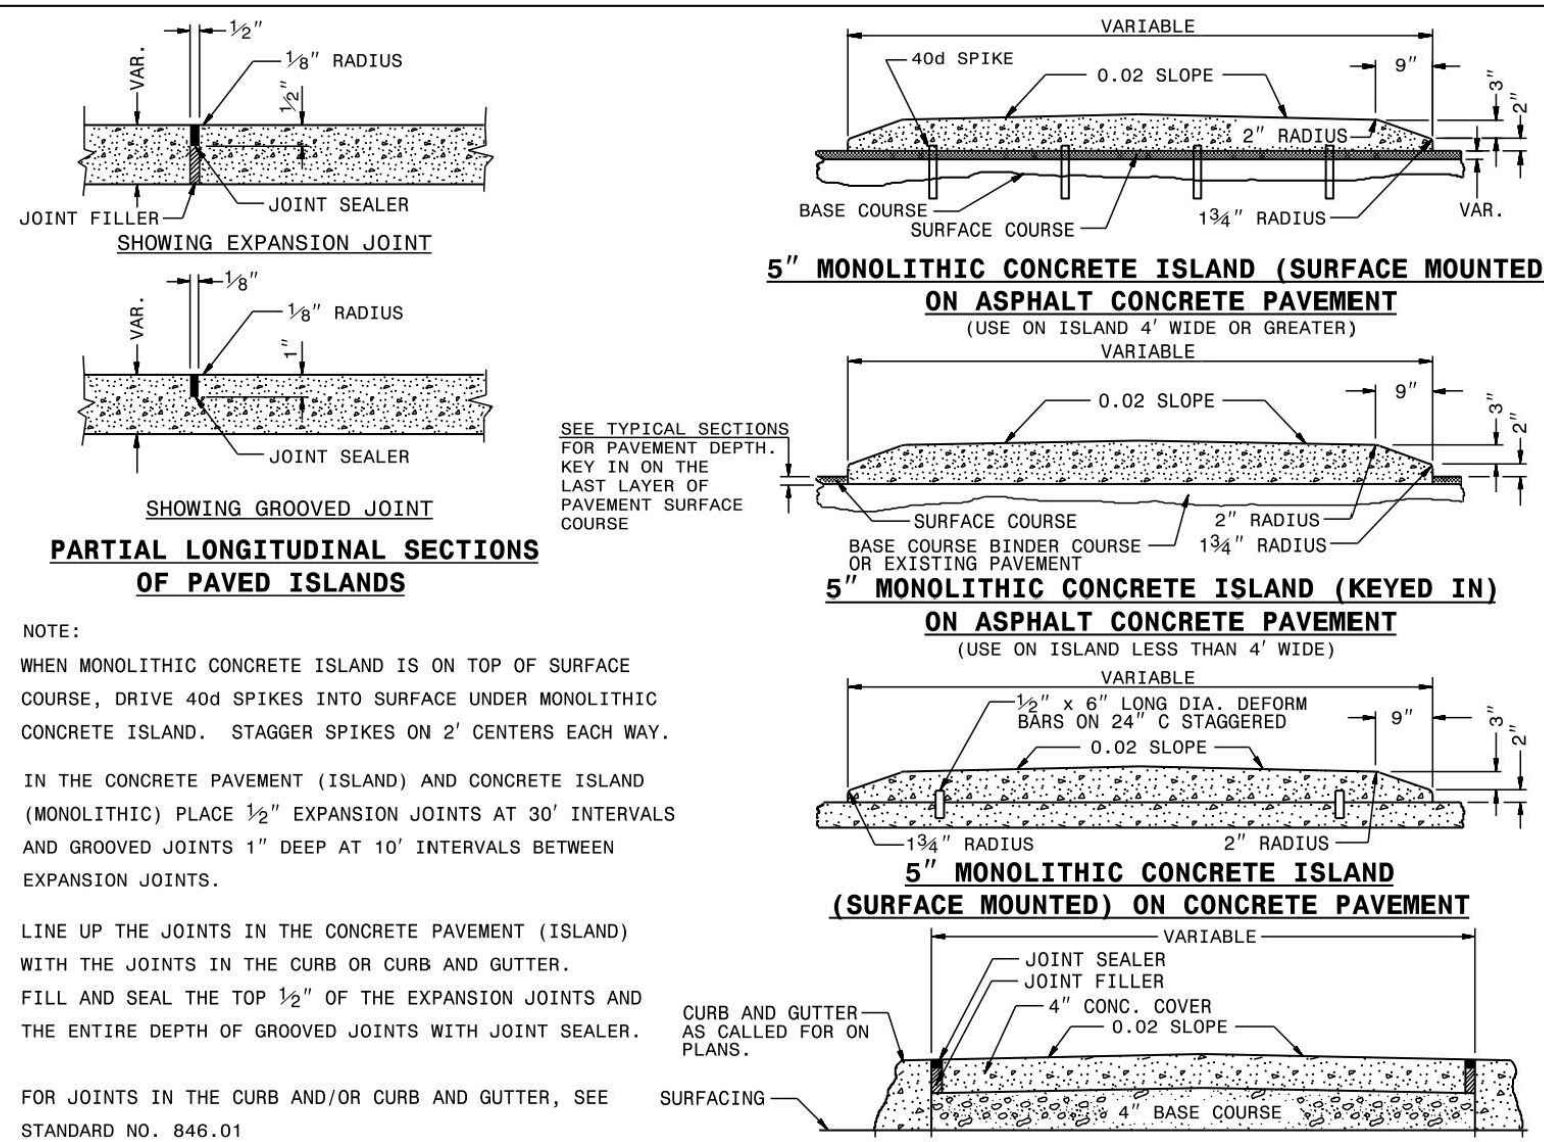 1/2"
1/8" RADIUS
VAR.
1/2"
JOINT SEALER
JOINT FILLER
SHOWING EXPANSION JOINT
1/8"
1/8" RADIUS
VAR.
1"
JOINT SEALER
SHOWING GROOVED JOINT
PARTIAL LONGITUDINAL SECTIONS
OF PAVED ISLANDS
NOTE:
WHEN MONOLITHIC CONCRETE ISLAND IS ON TOP OF SURFACE
COURSE, DRIVE 40d SPIKES INTO SURFACE UNDER MONOLITHIC
CONCRETE ISLAND. STAGGER SPIKES ON 2' CENTERS EACH WAY.
IN THE CONCRETE PAVEMENT (ISLAND) AND CONCRETE ISLAND
(MONOLITHIC) PLACE 1/2" EXPANSION JOINTS AT 30' INTERVALS
AND GROOVED JOINTS 1" DEEP AT 10' INTERVALS BETWEEN
EXPANSION JOINTS.
LINE UP THE JOINTS IN THE CONCRETE PAVEMENT (ISLAND)
WITH THE JOINTS IN THE CURB OR CURB AND GUTTER.
FILL AND SEAL THE TOP 1/2" OF THE EXPANSION JOINTS AND
THE ENTIRE DEPTH OF GROOVED JOINTS WITH JOINT SEALER.
FOR JOINTS IN THE CURB AND/OR CURB AND GUTTER, SEE
STANDARD NO. 846.01
VARIABLE
40d SPIKE
0.02 SLOPE
9"
3"
2"
2" RADIUS
BASE COURSE
SURFACE COURSE
1 3/4" RADIUS
VAR.
5" MONOLITHIC CONCRETE ISLAND (SURFACE MOUNTED
ON ASPHALT CONCRETE PAVEMENT
(USE ON ISLAND 4' WIDE OR GREATER)
VARIABLE
0.02 SLOPE
9"
3"
2"
SEE TYPICAL SECTIONS
FOR PAVEMENT DEPTH.
KEY IN ON THE
LAST LAYER OF
PAVEMENT SURFACE
COURSE
SURFACE COURSE
2" RADIUS
BASE COURSE BINDER COURSE
OR EXISTING PAVEMENT
1 3/4" RADIUS
5" MONOLITHIC CONCRETE ISLAND (KEYED IN)
ON ASPHALT CONCRETE PAVEMENT
(USE ON ISLAND LESS THAN 4' WIDE)
VARIABLE
1/2" x 6" LONG DIA. DEFORM
BARS ON 24" C STAGGERED
0.02 SLOPE
9"
3"
2"
1 3/4" RADIUS
2" RADIUS
5" MONOLITHIC CONCRETE ISLAND
(SURFACE MOUNTED) ON CONCRETE PAVEMENT
VARIABLE
JOINT SEALER
JOINT FILLER
4" CONC. COVER
0.02 SLOPE
CURB AND GUTTER
AS CALLED FOR ON
PLANS.
SURFACING
4" BASE COURSE